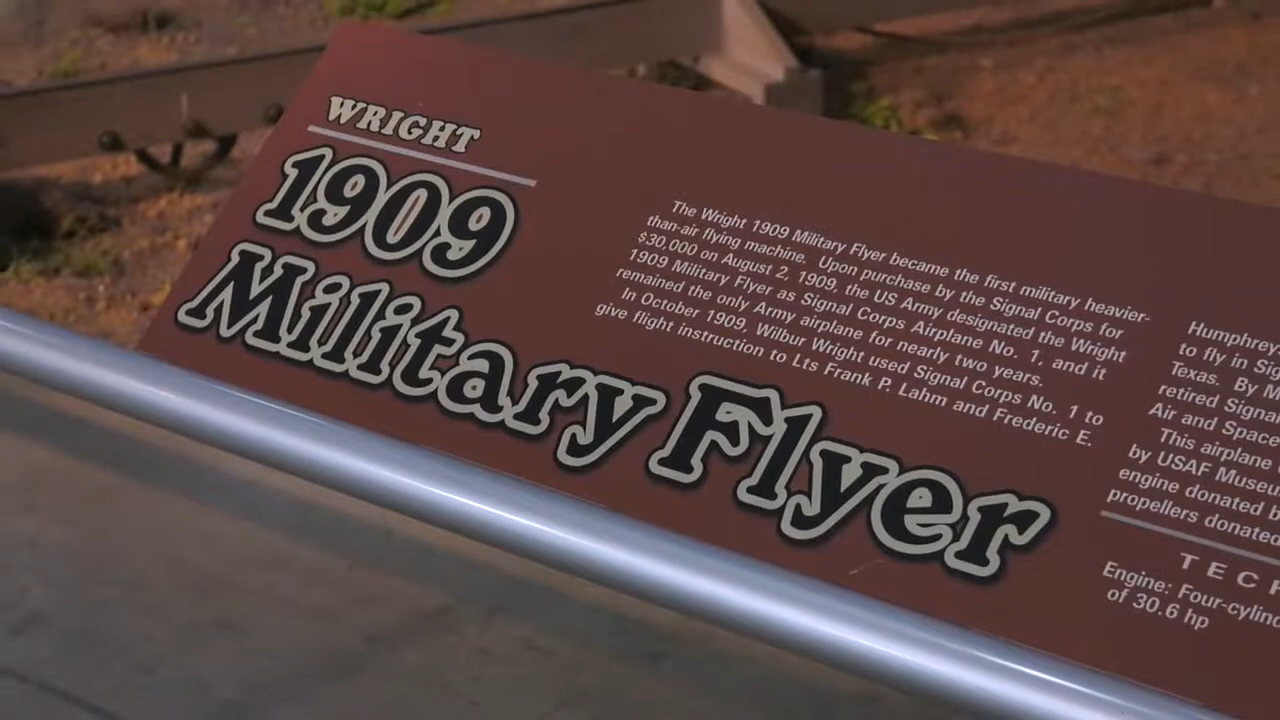 WRIGHT
1909
Military Flyer
The Wright 1909 Military Flyer became the first military heavier-
than-air flying machine. Upon purchase by the Signal Corps for
$30,000 on August 2, 1909, the US Army designated the Wright
1909 Military Flyer as Signal Corps Airplane No. 1, and it
remained the only Army airplane for nearly two years.
In October 1909, Wilbur Wright used Signal Corps No. 1 to
give flight instruction to Lts Frank P. Lahm and Frederic E.
Humphrey
to fly in Sig
Texas. By M
retired Signa
Air and Space
This airplane
by USAF Museu
engine donated b
propellers donated
TECH
Engine: Four-cylind
of 30.6 hp